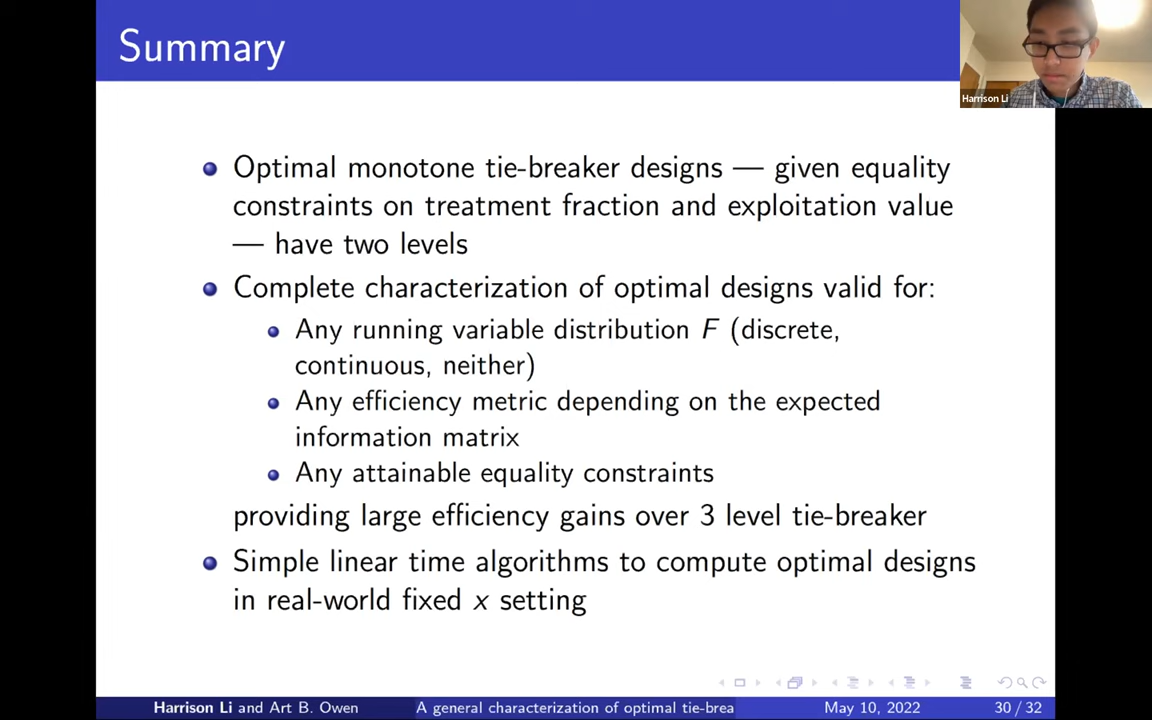 Summary
Harrison Li
Optimal monotone tie-breaker designs — given equality
constraints on treatment fraction and exploitation value
— have two levels
Complete characterization of optimal designs valid for:
Any running variable distribution F (discrete,
continuous, neither)
Any efficiency metric depending on the expected
information matrix
Any attainable equality constraints
providing large efficiency gains over 3 level tie-breaker
Simple linear time algorithms to compute optimal designs
in real-world fixed x setting
Harrison Li and Art B. Owen
A general characterization of optimal tie-brea
May 10, 2022
30 / 32